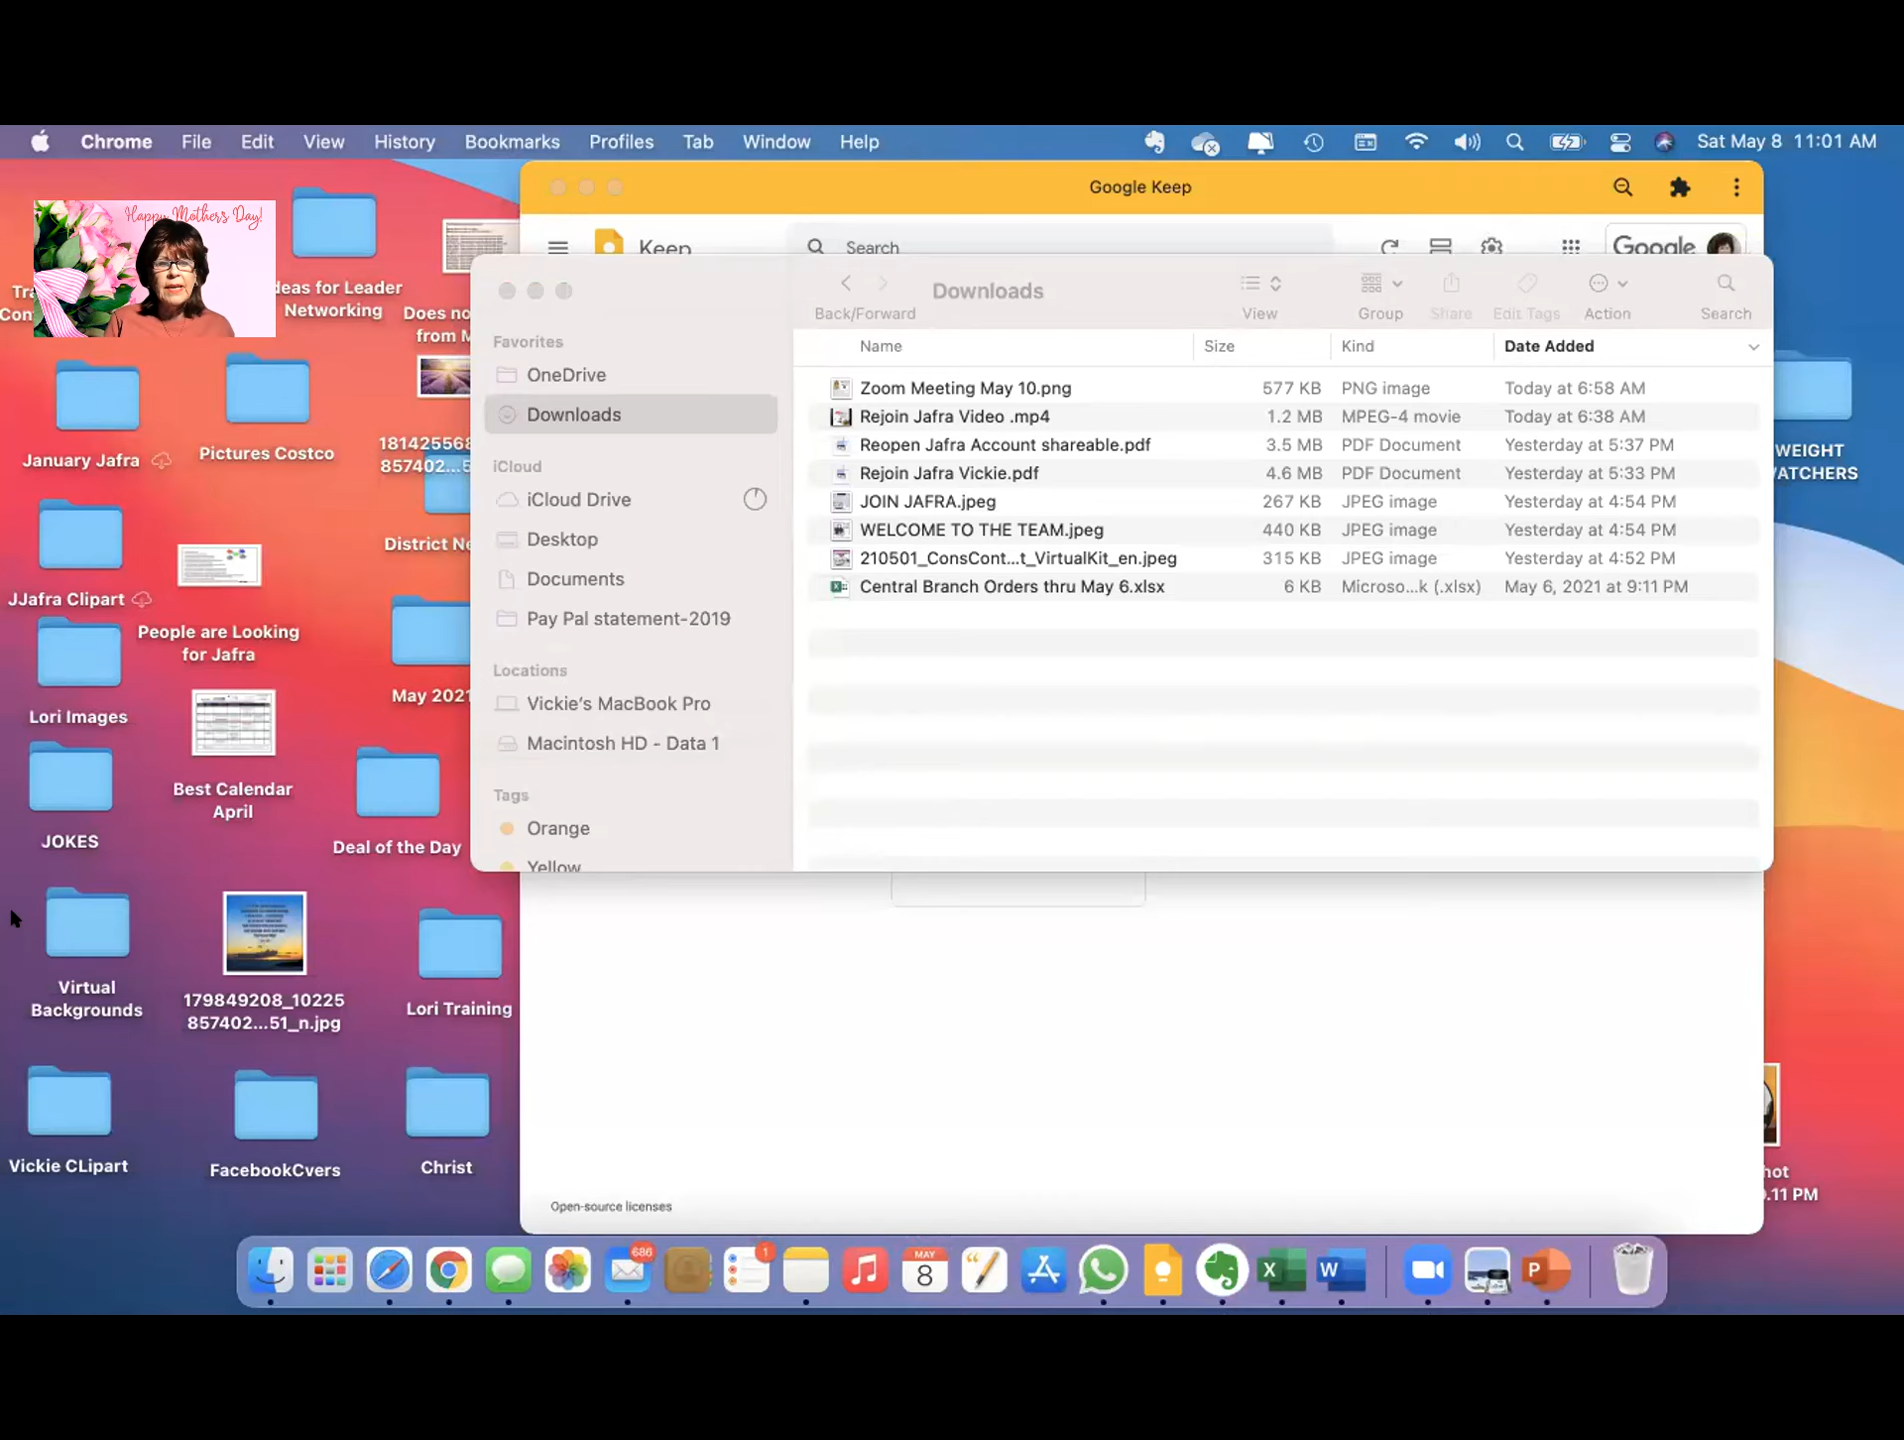 Chrome File Edit View History Bookmarks Profiles Tab Window Help Sat May 8 11:01 AM
Google Keep
Keep
Search
Google
Happy Mothers Day!
deas for Leader
Networking
Does no
from M
January Jafra
Pictures Costco
18142556
857402...5
JJafra Clipart
People are Looking
for Jafra
District Ne
Lori Images
May 2021
Best Calendar
April
JOKES
Deal of the Day
Virtual
Backgrounds
179849208_10225
857402...51_n.jpg
Lori Training
Vickie CLipart
FacebookCvers
Christ
Favorites
OneDrive
Downloads
iCloud
iCloud Drive
Desktop
Documents
Pay Pal statement-2019
Locations
Vickie's MacBook Pro
Macintosh HD - Data 1
Tags
Orange
Yellow
Downloads
Back/Forward View Group Share Edit Tags Action Search
Name Size Kind Date Added
Zoom Meeting May 10.png 577 KB PNG image Today at 6:58 AM
Rejoin Jafra Video .mp4 1.2 MB MPEG-4 movie Today at 6:38 AM
Reopen Jafra Account shareable.pdf 3.5 MB PDF Document Yesterday at 5:37 PM
Rejoin Jafra Vickie.pdf 4.6 MB PDF Document Yesterday at 5:33 PM
JOIN JAFRA.jpeg 267 KB JPEG image Yesterday at 4:54 PM
WELCOME TO THE TEAM.jpeg 440 KB JPEG image Yesterday at 4:54 PM
210501_ConsCont...t_VirtualKit_en.jpeg 315 KB JPEG image Yesterday at 4:52 PM
Central Branch Orders thru May 6.xlsx 6 KB Microso...k (.xlsx) May 6, 2021 at 9:11 PM
WEIGHT
ATCHERS
hot
.11 PM
Open-source licenses
686
1
MAY
8
X
W
P